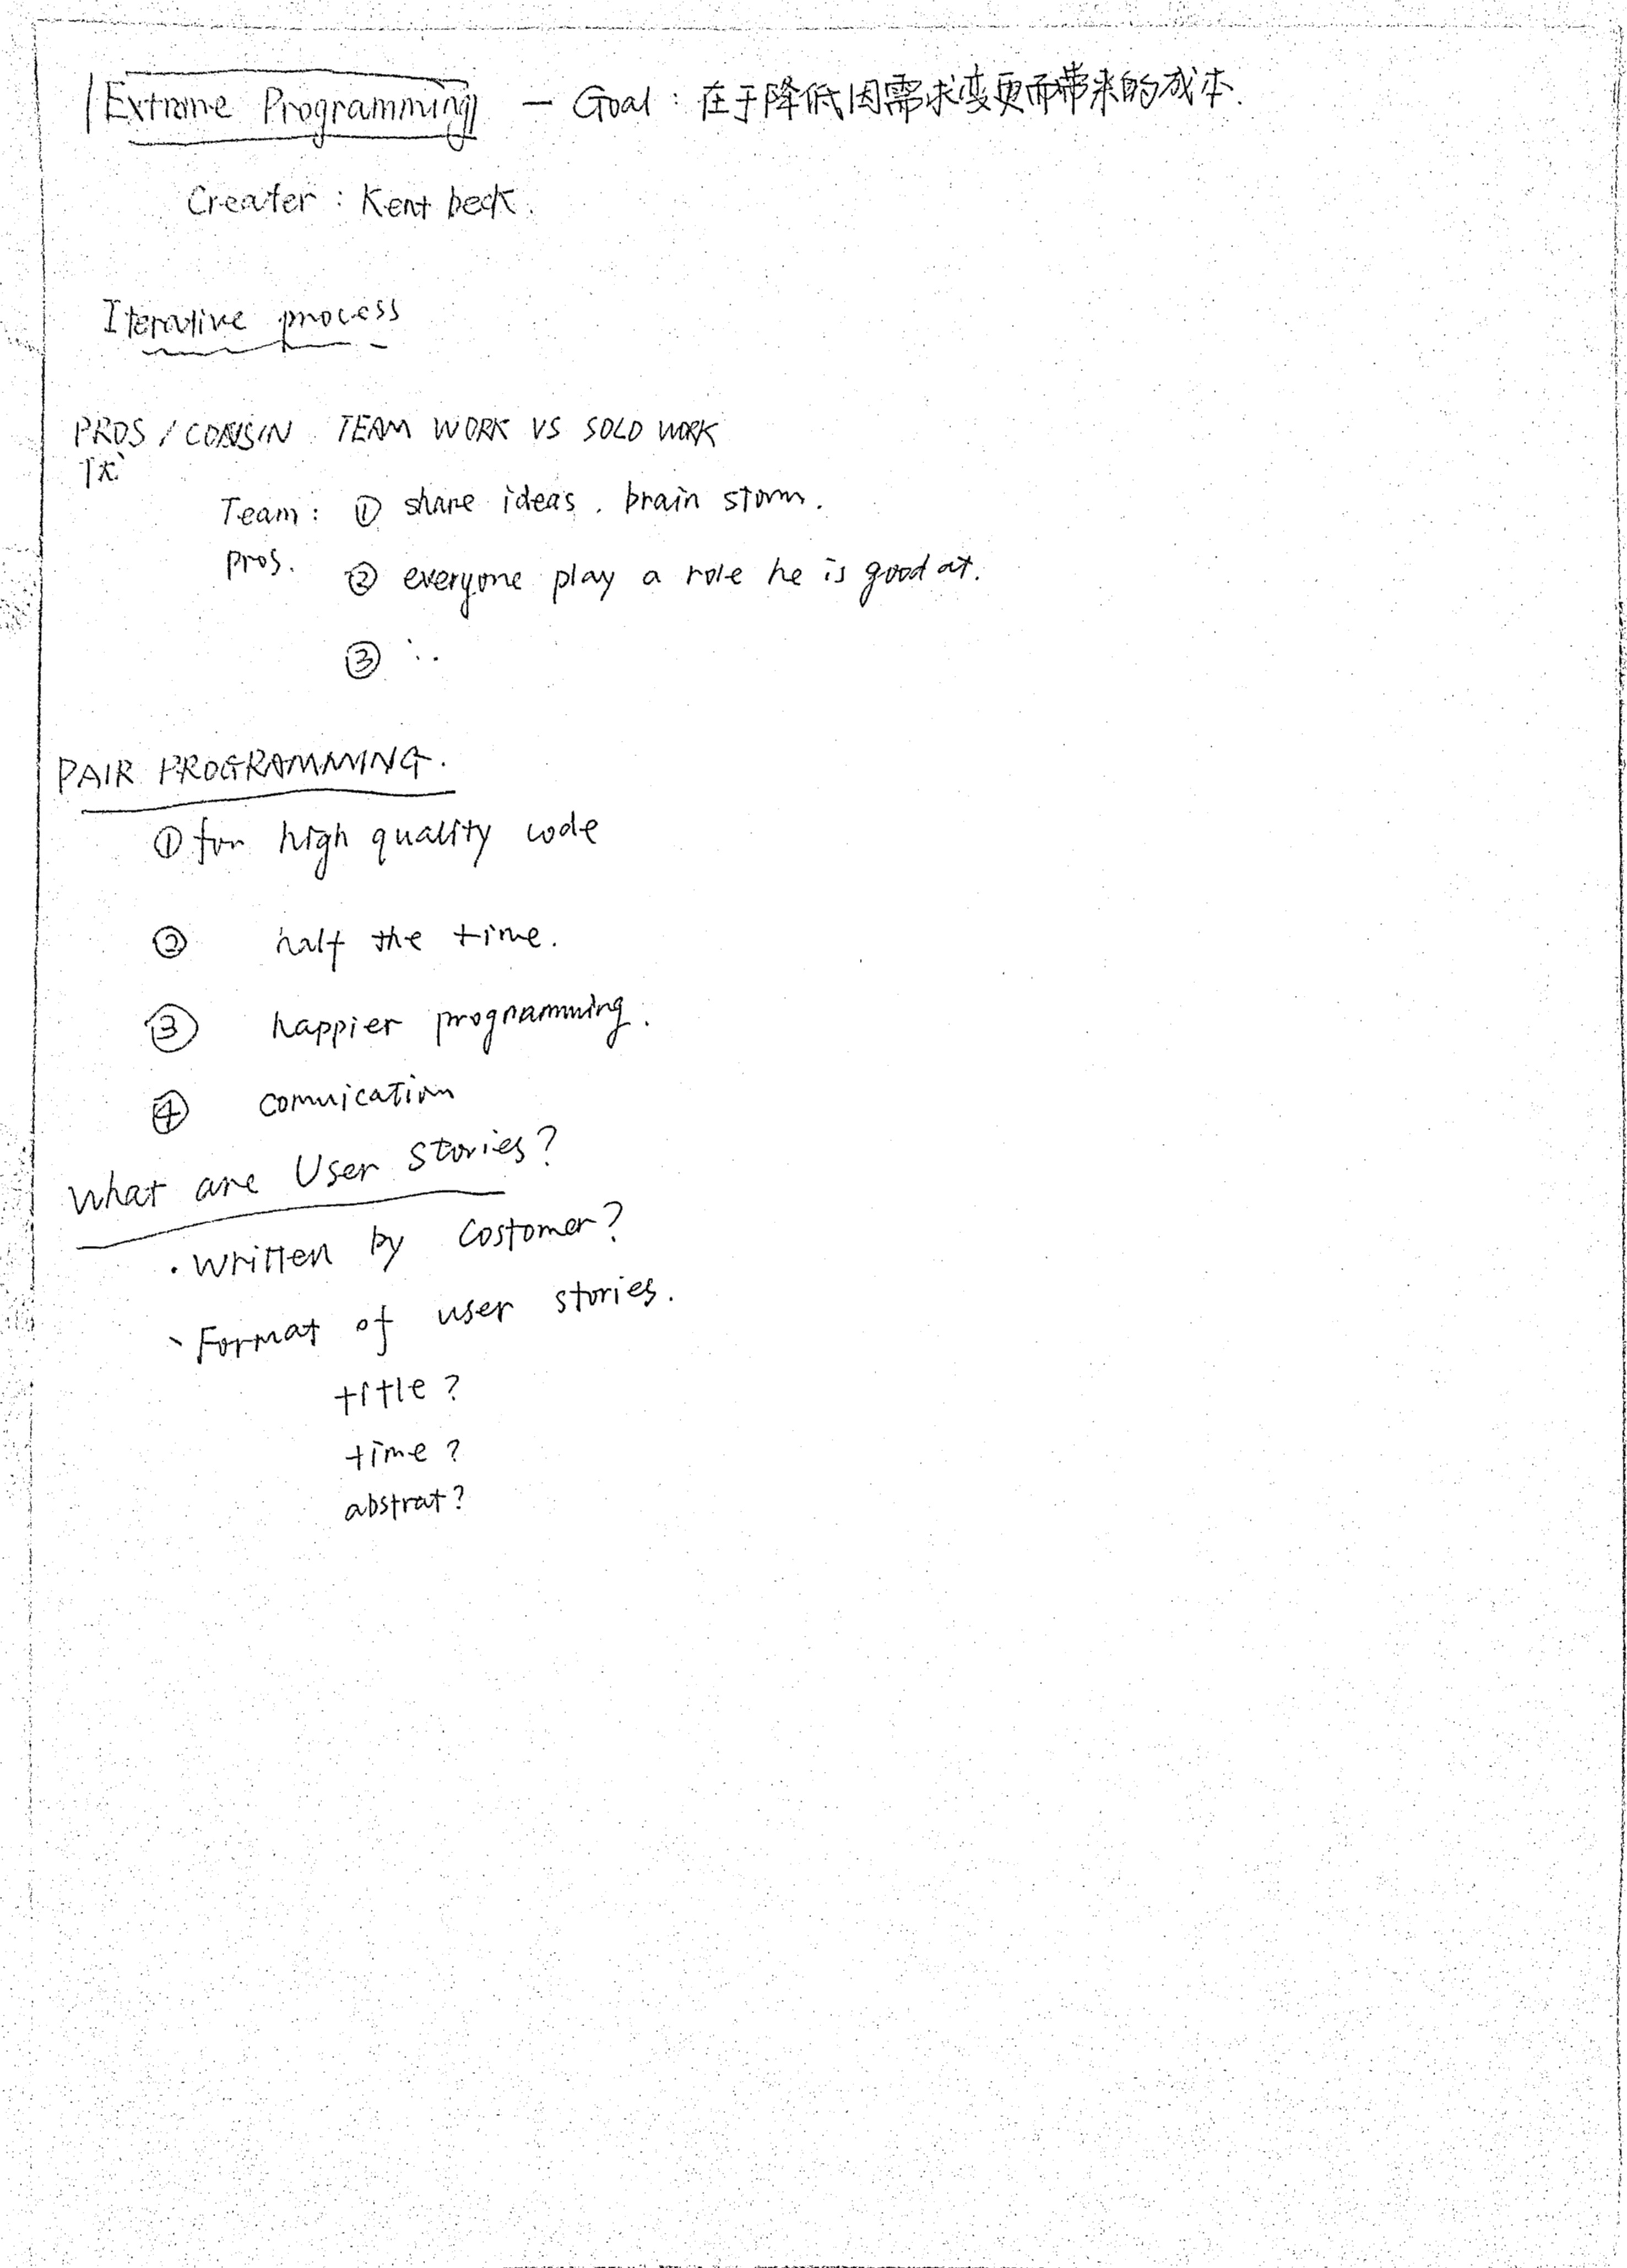 Extreme Programming — Goal : 在于降低因需求变更而带来的成本.
Creater : Kent beck.
Iterative process
PROS / CONS IN TEAM WORK VS SOLO WORK
Team : ① share ideas . brain storm .
pros. ② everyone play a role he is good at.
③ ...
PAIR PROGRAMMING .
① for high quality code
② half the time .
③ happier programming .
④ comuication
What are User Stories ?
· Written by Costomer ?
· Format of user stories .
title ?
time ?
abstrat ?